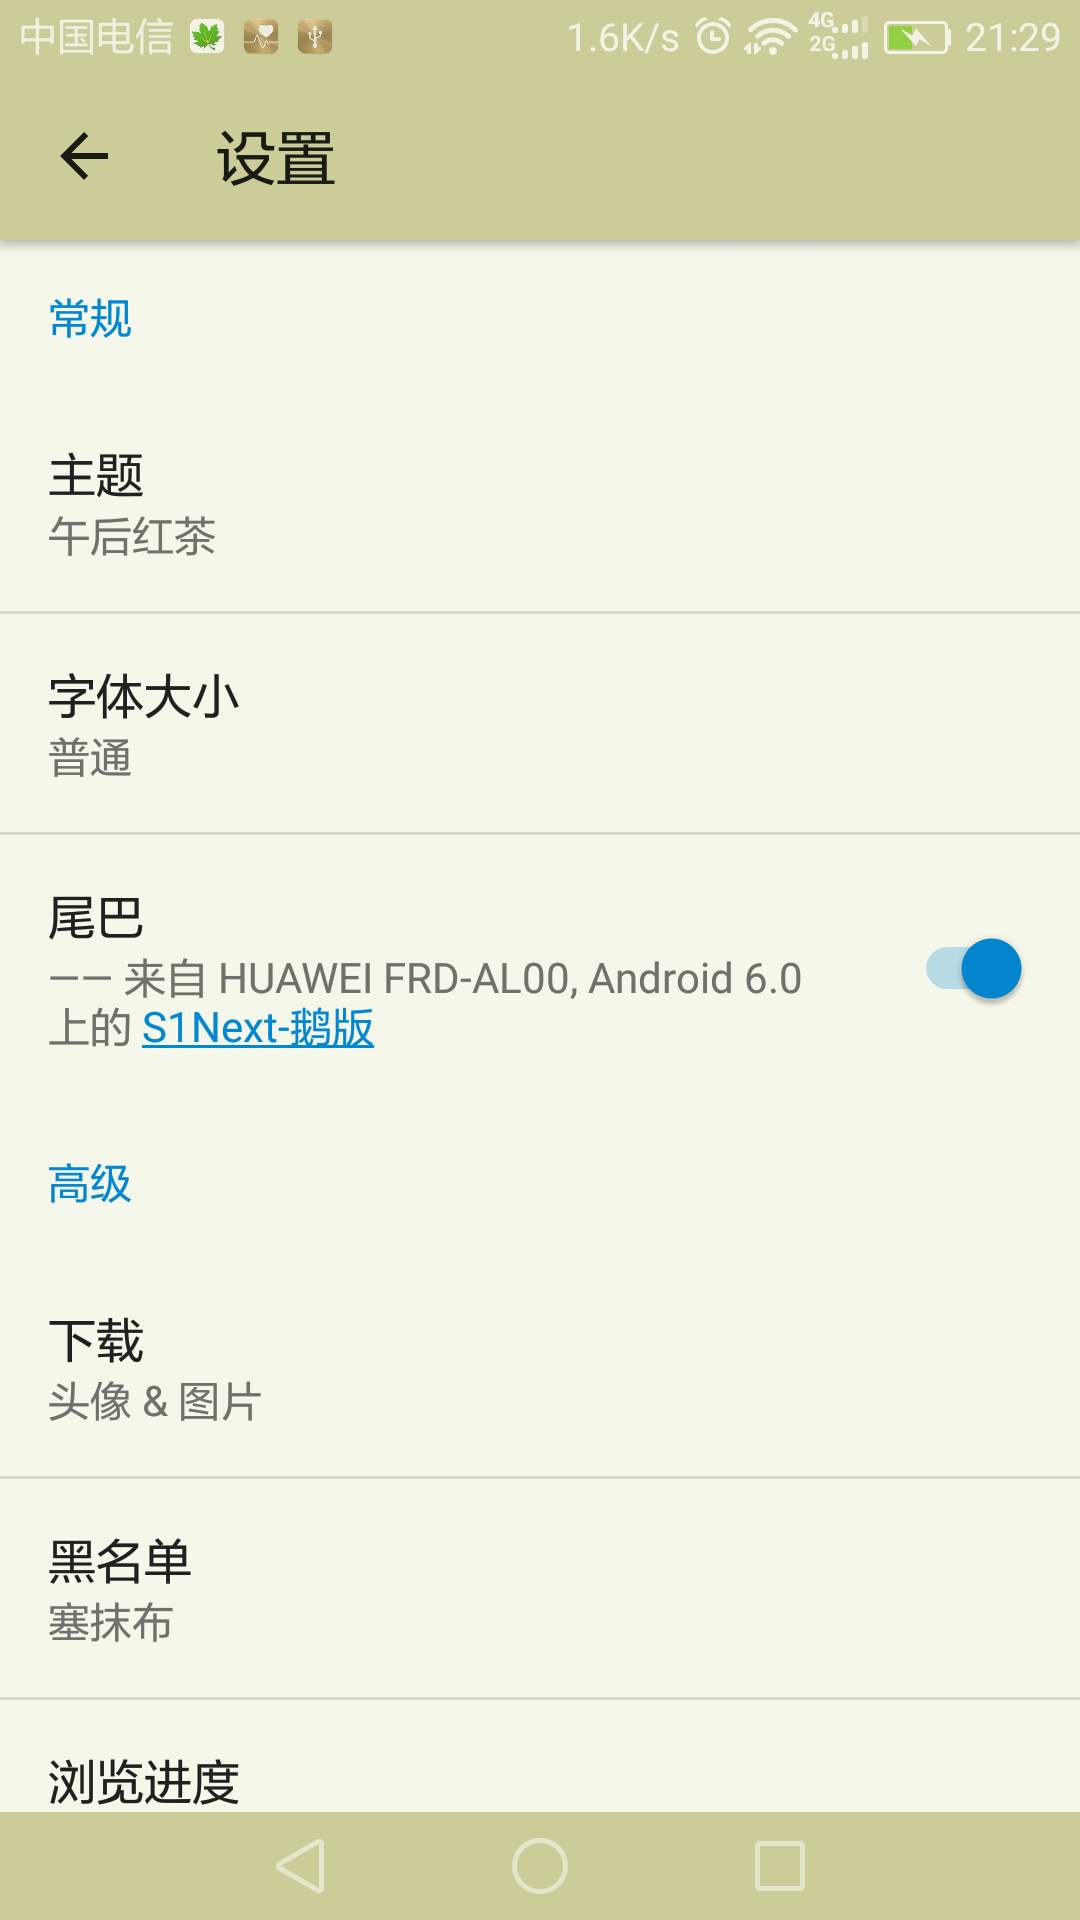 中国电信 1.6K/s 4G 2G 21:29
设置
常规
主题
午后红茶
字体大小
普通
尾巴
—— 来自 HUAWEI FRD-AL00, Android 6.0
上的 S1Next-鹅版
高级
下载
头像 & 图片
黑名单
塞抹布
浏览进度